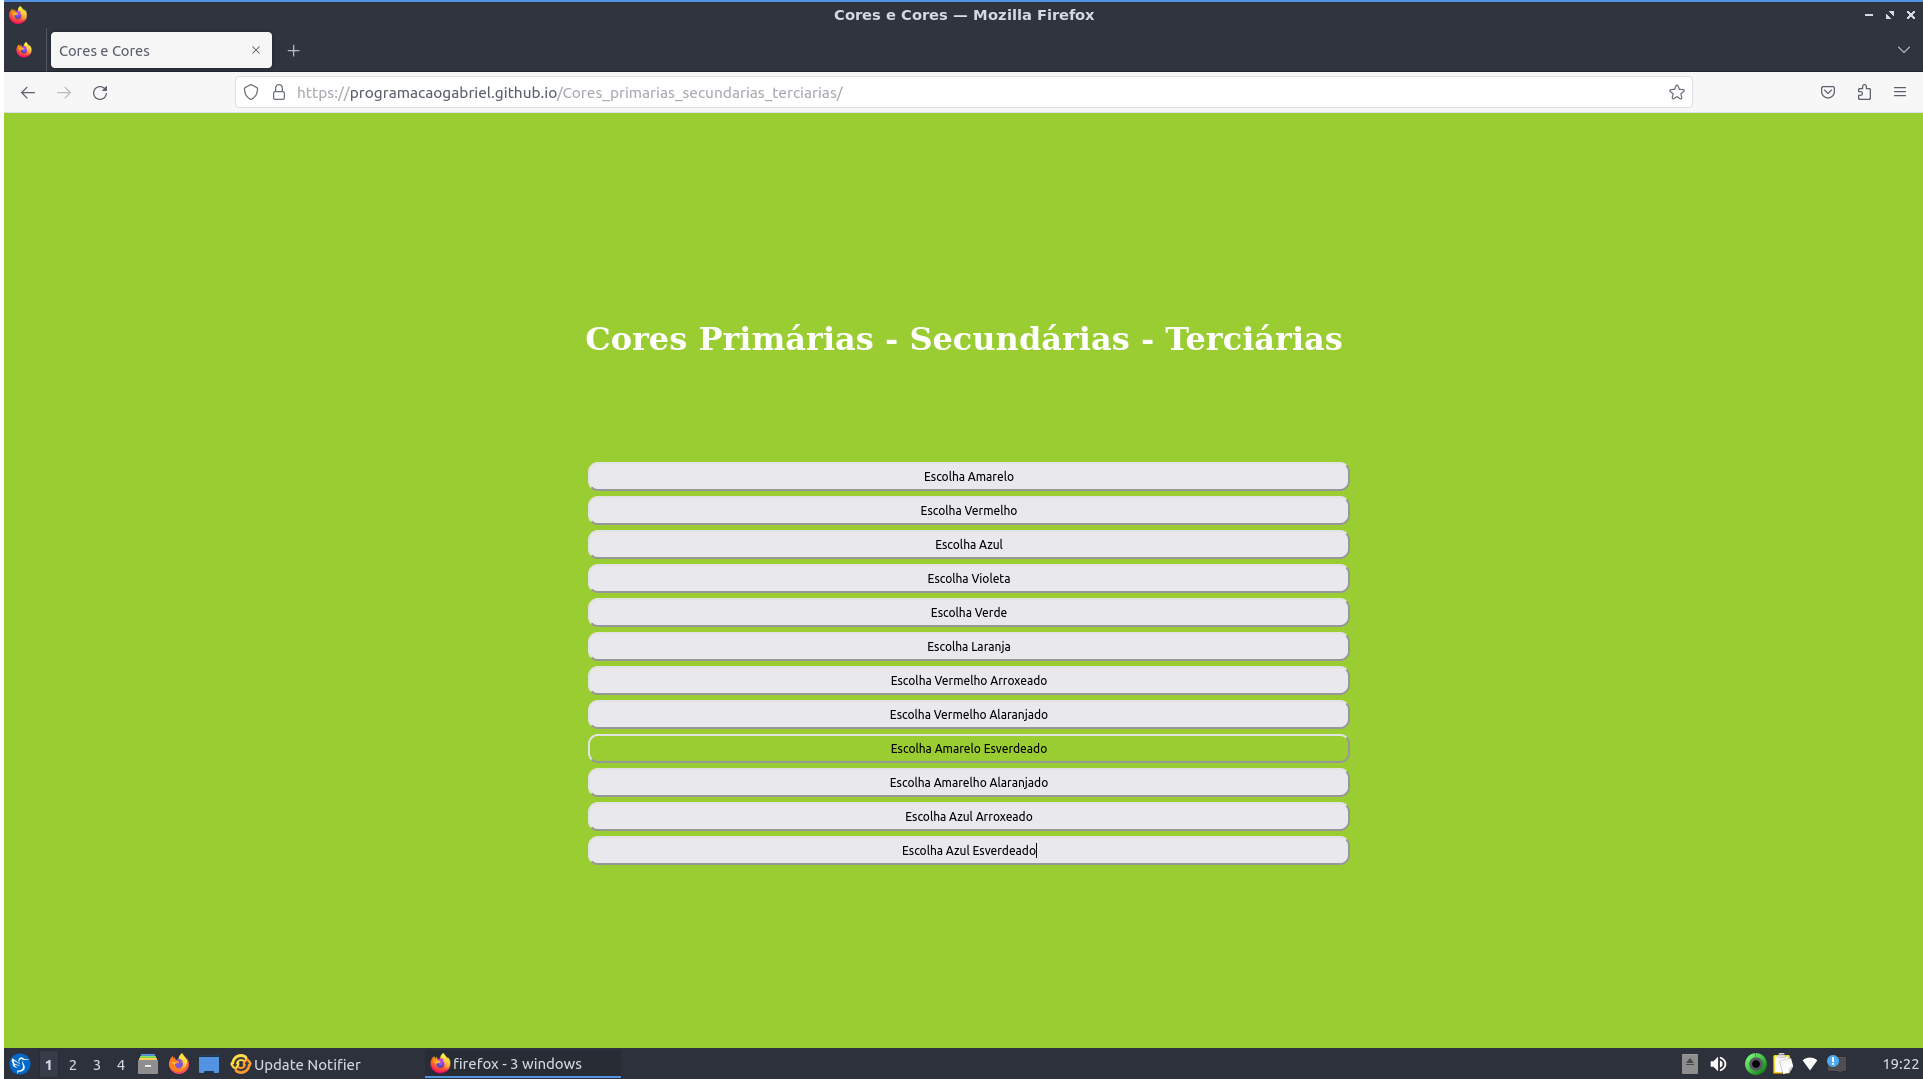 Cores e Cores — Mozilla Firefox
Cores e Cores
https://programacaogabriel.github.io/Cores_primarias_secundarias_terciarias/
Cores Primárias - Secundárias - Terciárias
Escolha Amarelo
Escolha Vermelho
Escolha Azul
Escolha Violeta
Escolha Verde
Escolha Laranja
Escolha Vermelho Arroxeado
Escolha Vermelho Alaranjado
Escolha Amarelo Esverdeado
Escolha Amarelho Alaranjado
Escolha Azul Arroxeado
Escolha Azul Esverdeado
1 2 3 4 Update Notifier firefox - 3 windows 19:22